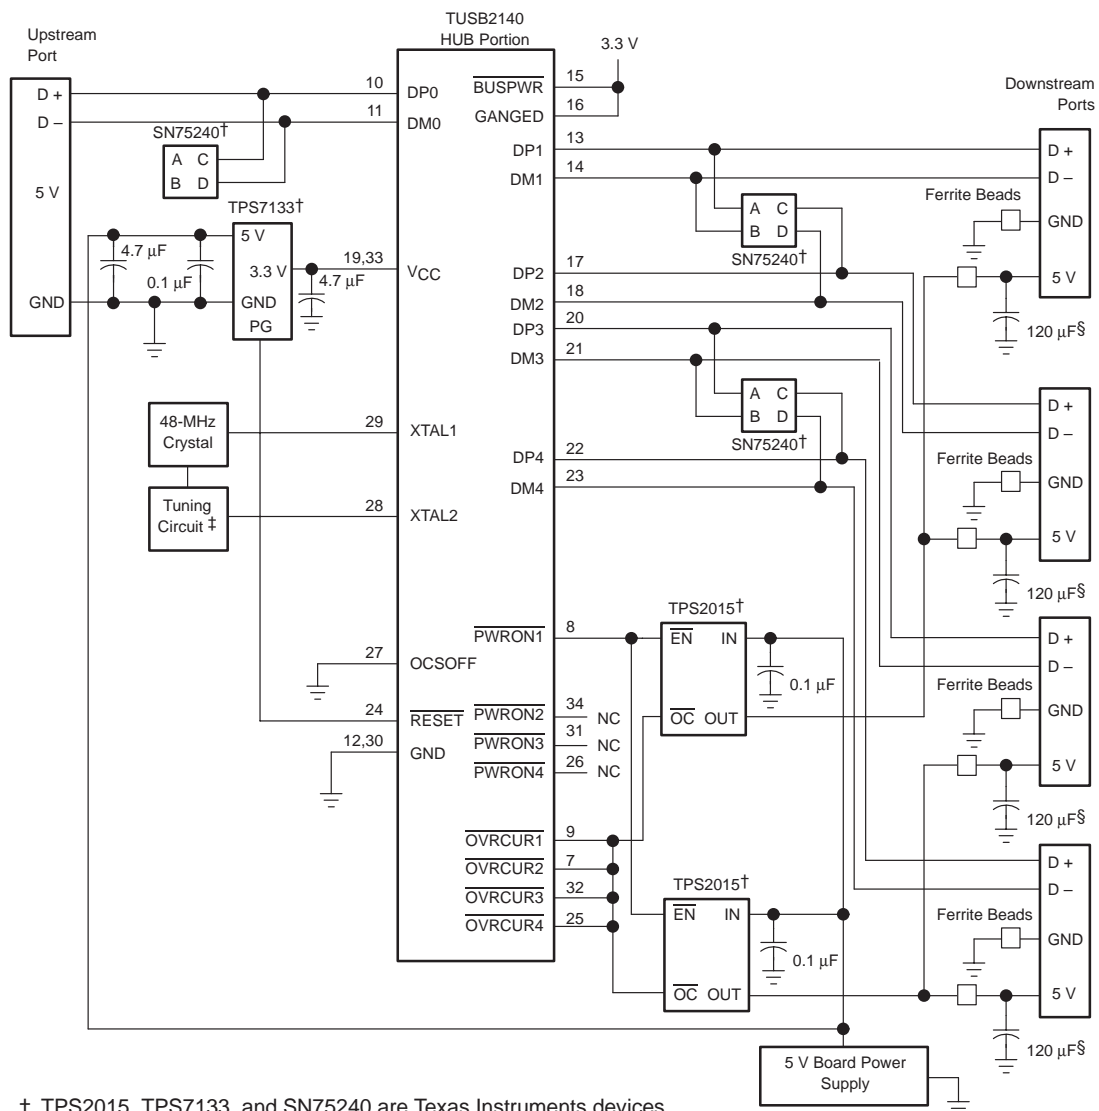 TUSB2140
HUB Portion
Upstream
Port
D +
D –
5 V
GND
SN75240†
A C
B D
TPS7133†
5 V
3.3 V
GND
PG
4.7 μF
0.1 μF
4.7 μF
10
DP0
11
DM0
19,33
VCC
48-MHz
Crystal
29
XTAL1
Tuning
Circuit ‡
28
XTAL2
27
OCSOFF
24
RESET
12,30
GND
3.3 V
BUSPWR
15
GANGED
16
DP1
13
DM1
14
SN75240†
A C
B D
DP2
17
DM2
18
DP3
20
DM3
21
SN75240†
A C
B D
DP4
22
DM4
23
PWRON1
8
PWRON2
34
NC
PWRON3
31
NC
PWRON4
26
NC
OVRCUR1
9
OVRCUR2
7
OVRCUR3
32
OVRCUR4
25
TPS2015†
EN IN
OC OUT
0.1 μF
TPS2015†
EN IN
OC OUT
0.1 μF
5 V Board Power
Supply
Downstream
Ports
D +
D –
Ferrite Beads
GND
5 V
120 μF§
D +
D –
Ferrite Beads
GND
5 V
120 μF§
D +
D –
Ferrite Beads
GND
5 V
120 μF§
D +
D –
Ferrite Beads
GND
5 V
120 μF§
† TPS2015, TPS7133, and SN75240 are Texas Instruments devices